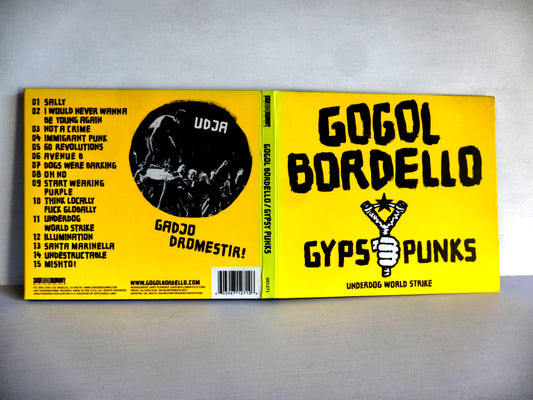 01 SALLY
02 I WOULD NEVER WANNA
BE YOUNG AGAIN
03 NOT A CRIME
04 IMMIGRANT PUNK
05 60 REVOLUTIONS
06 AVENUE B
07 DOGS WERE BARKING
08 OH NO
09 START WEARING
PURPLE
10 THINK LOCALLY
FUCK GLOBALLY
11 UNDERDOG
WORLD STRIKE
12 ILLUMINATION
13 SANTA MARINELLA
14 UNDESTRUCTABLE
15 MISHTO!
UDJA
GADJO
DROMESTIR!
WWW.GOGOLBORDELLO.COM
GOGOL BORDELLO / GYPSY PUNKS
GOGOL
BORDELLO
GYPSY PUNKS
UNDERDOG WORLD STRIKE